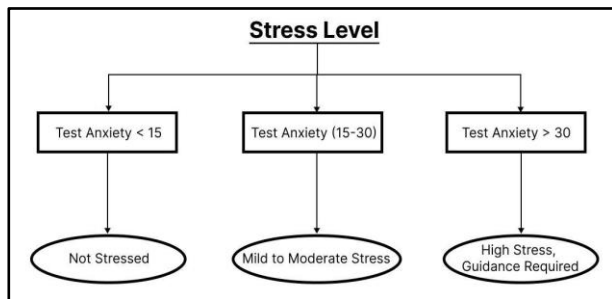 Stress Level
Test Anxiety < 15
Test Anxiety (15-30)
Test Anxiety > 30
Not Stressed
Mild to Moderate Stress
High Stress,
Guidance Required